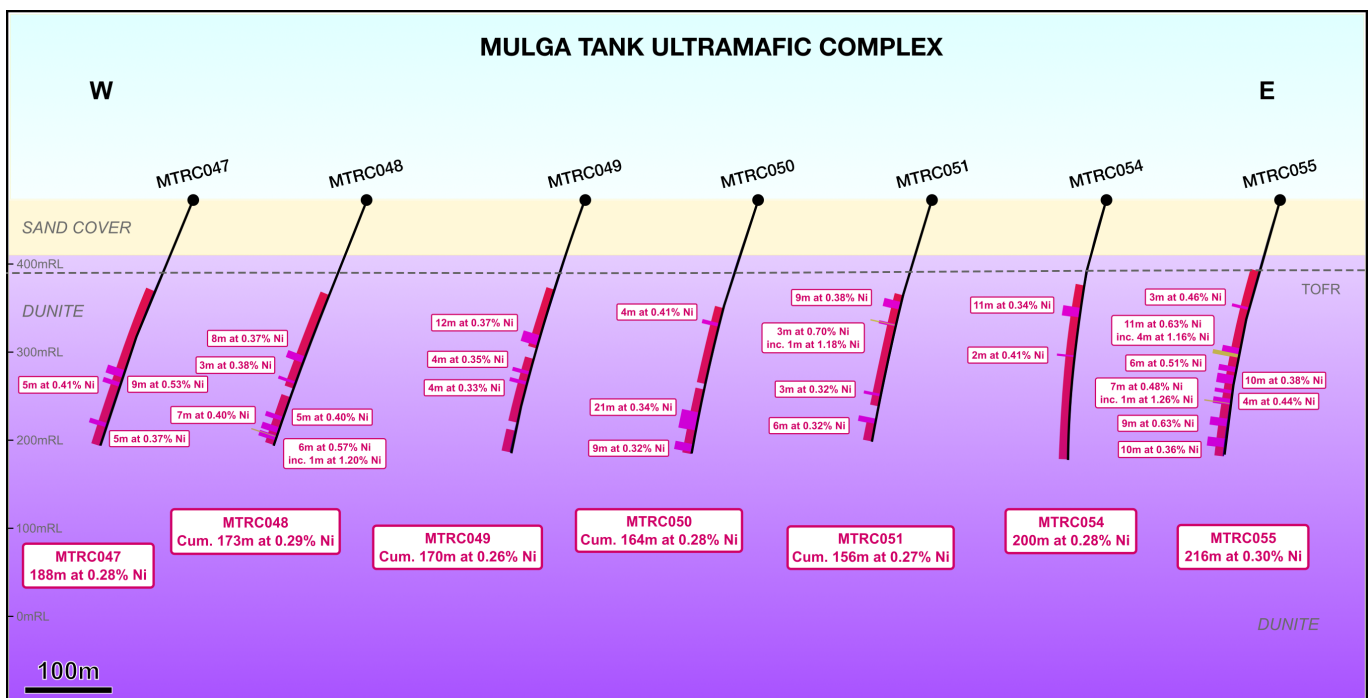 MULGA TANK ULTRAMAFIC COMPLEX
W
E
MTRC047
MTRC048
MTRC049
MTRC050
MTRC051
MTRC054
MTRC055
SAND COVER
400mRL
TOFR
DUNITE
300mRL
200mRL
100mRL
0mRL
5m at 0.41% Ni
9m at 0.53% Ni
5m at 0.37% Ni
8m at 0.37% Ni
3m at 0.38% Ni
7m at 0.40% Ni
5m at 0.40% Ni
6m at 0.57% Ni
inc. 1m at 1.20% Ni
12m at 0.37% Ni
4m at 0.35% Ni
4m at 0.33% Ni
4m at 0.41% Ni
21m at 0.34% Ni
9m at 0.32% Ni
9m at 0.38% Ni
3m at 0.70% Ni
inc. 1m at 1.18% Ni
3m at 0.32% Ni
6m at 0.32% Ni
11m at 0.34% Ni
2m at 0.41% Ni
3m at 0.46% Ni
11m at 0.63% Ni
inc. 4m at 1.16% Ni
6m at 0.51% Ni
10m at 0.38% Ni
7m at 0.48% Ni
inc. 1m at 1.26% Ni
4m at 0.44% Ni
9m at 0.63% Ni
10m at 0.36% Ni
MTRC047
188m at 0.28% Ni
MTRC048
Cum. 173m at 0.29% Ni
MTRC049
Cum. 170m at 0.26% Ni
MTRC050
Cum. 164m at 0.28% Ni
MTRC051
Cum. 156m at 0.27% Ni
MTRC054
200m at 0.28% Ni
MTRC055
216m at 0.30% Ni
DUNITE
100m